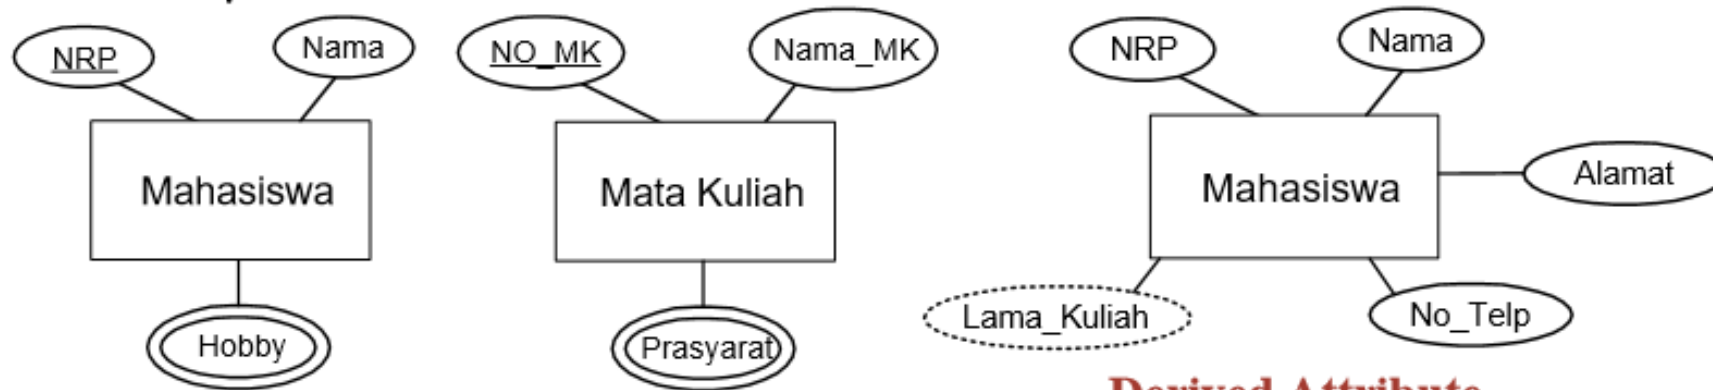 NRP
Nama
Mahasiswa
Hobby
NO_MK
Nama_MK
Mata Kuliah
Prasyarat
NRP
Nama
Mahasiswa
Alamat
Lama_Kuliah
No_Telp
Derived Attribute